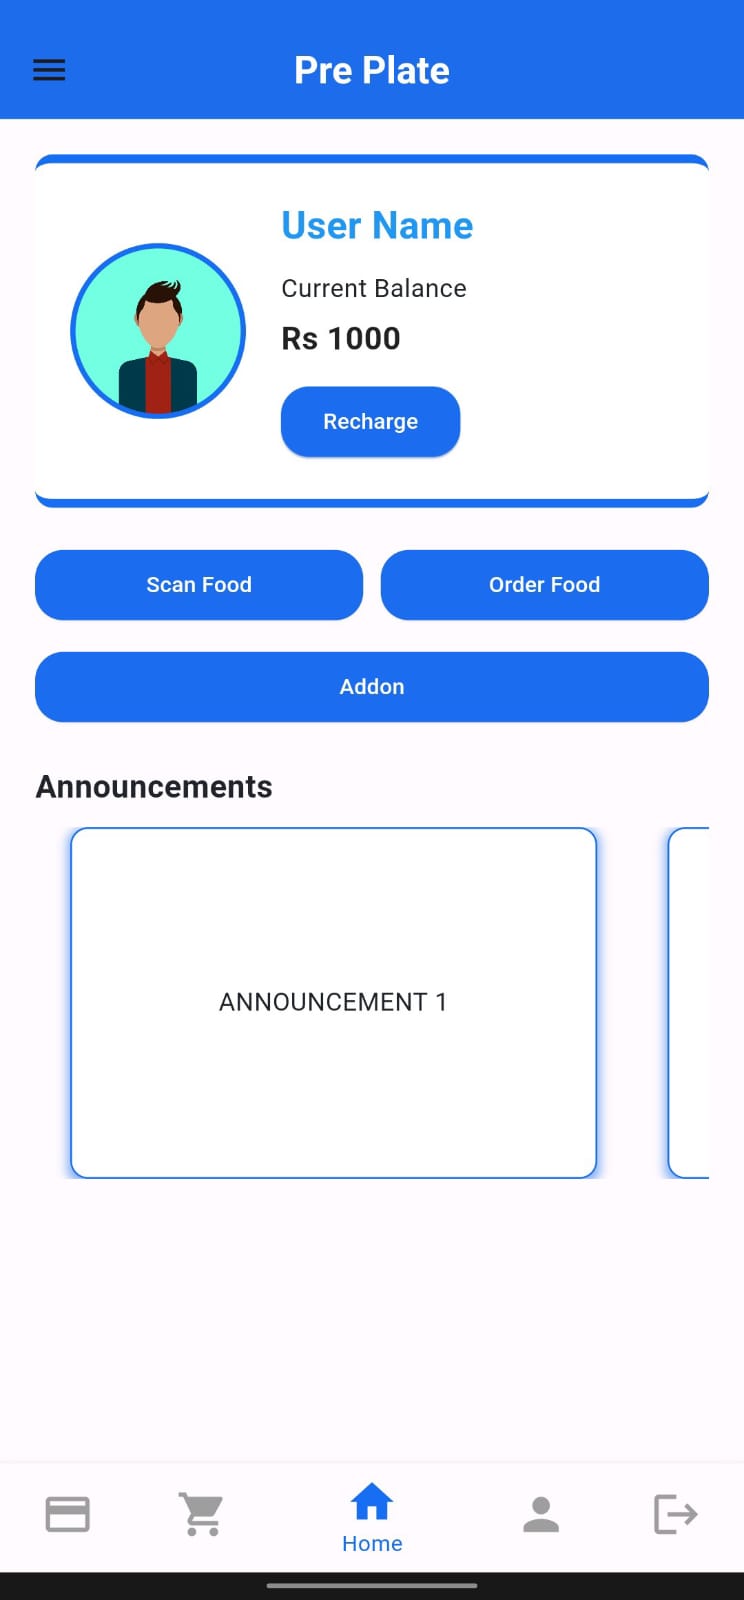 Pre Plate
User Name
Current Balance
Rs 1000
Recharge
Scan Food
Order Food
Addon
Announcements
ANNOUNCEMENT 1
Home